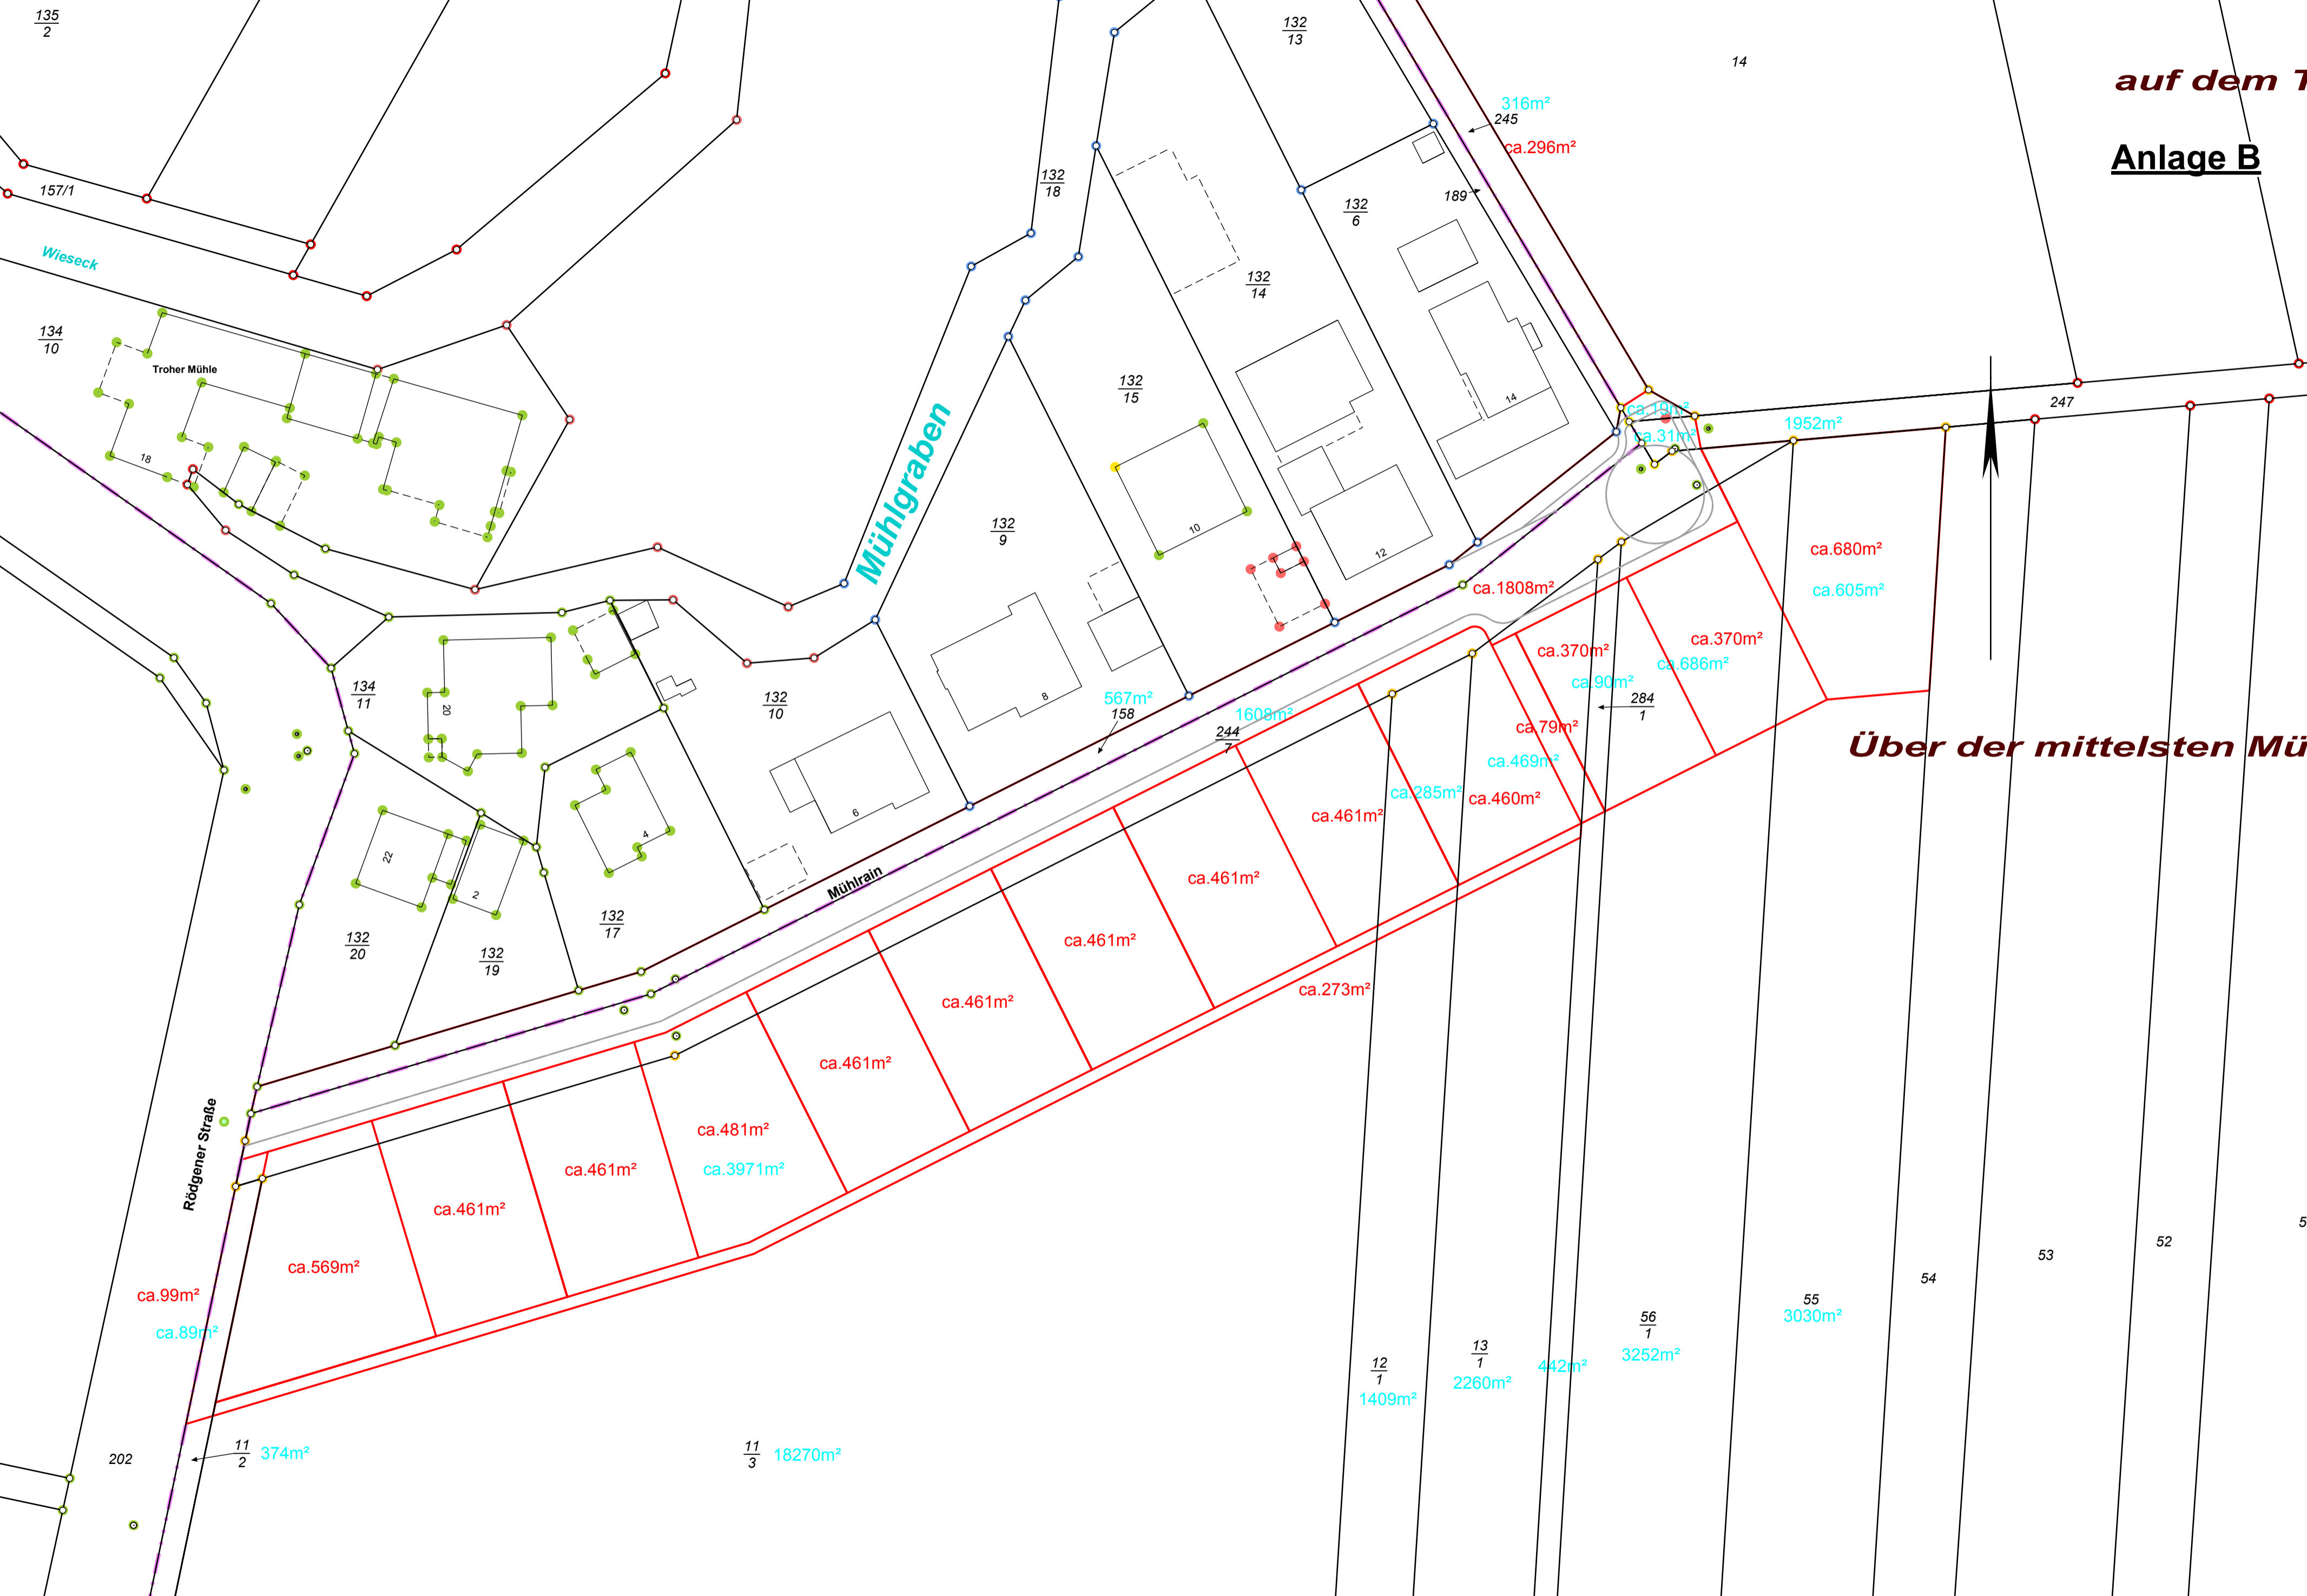 135
2
132
13
14
auf dem T
316m²
245
ca.296m²
Anlage B
157/1
132
18
189
132
6
Wieseck
134
10
Troher Mühle
132
14
132
15
14
247
ca.19m²
1952m²
ca.31m²
18
Mühlgraben
132
9
10
12
ca.680m²
ca.605m²
ca.1808m²
ca.370m²
ca.370m²
ca.686m²
ca.90m²
284
1
134
11
20
132
10
8
567m²
158
1608m²
244
7
ca.79m²
ca.469m²
Über der mittelsten Mü
ca.285m²
ca.460m²
ca.461m²
6
4
22
2
Mühlrain
ca.461m²
132
20
132
19
132
17
ca.461m²
ca.273m²
ca.461m²
ca.461m²
ca.481m²
ca.3971m²
ca.461m²
ca.461m²
Rödgener Straße
ca.569m²
ca.99m²
ca.89m²
5
52
53
54
55
3030m²
56
1
3252m²
13
1
2260m²
442m²
12
1
1409m²
202
11
2
374m²
11
3
18270m²